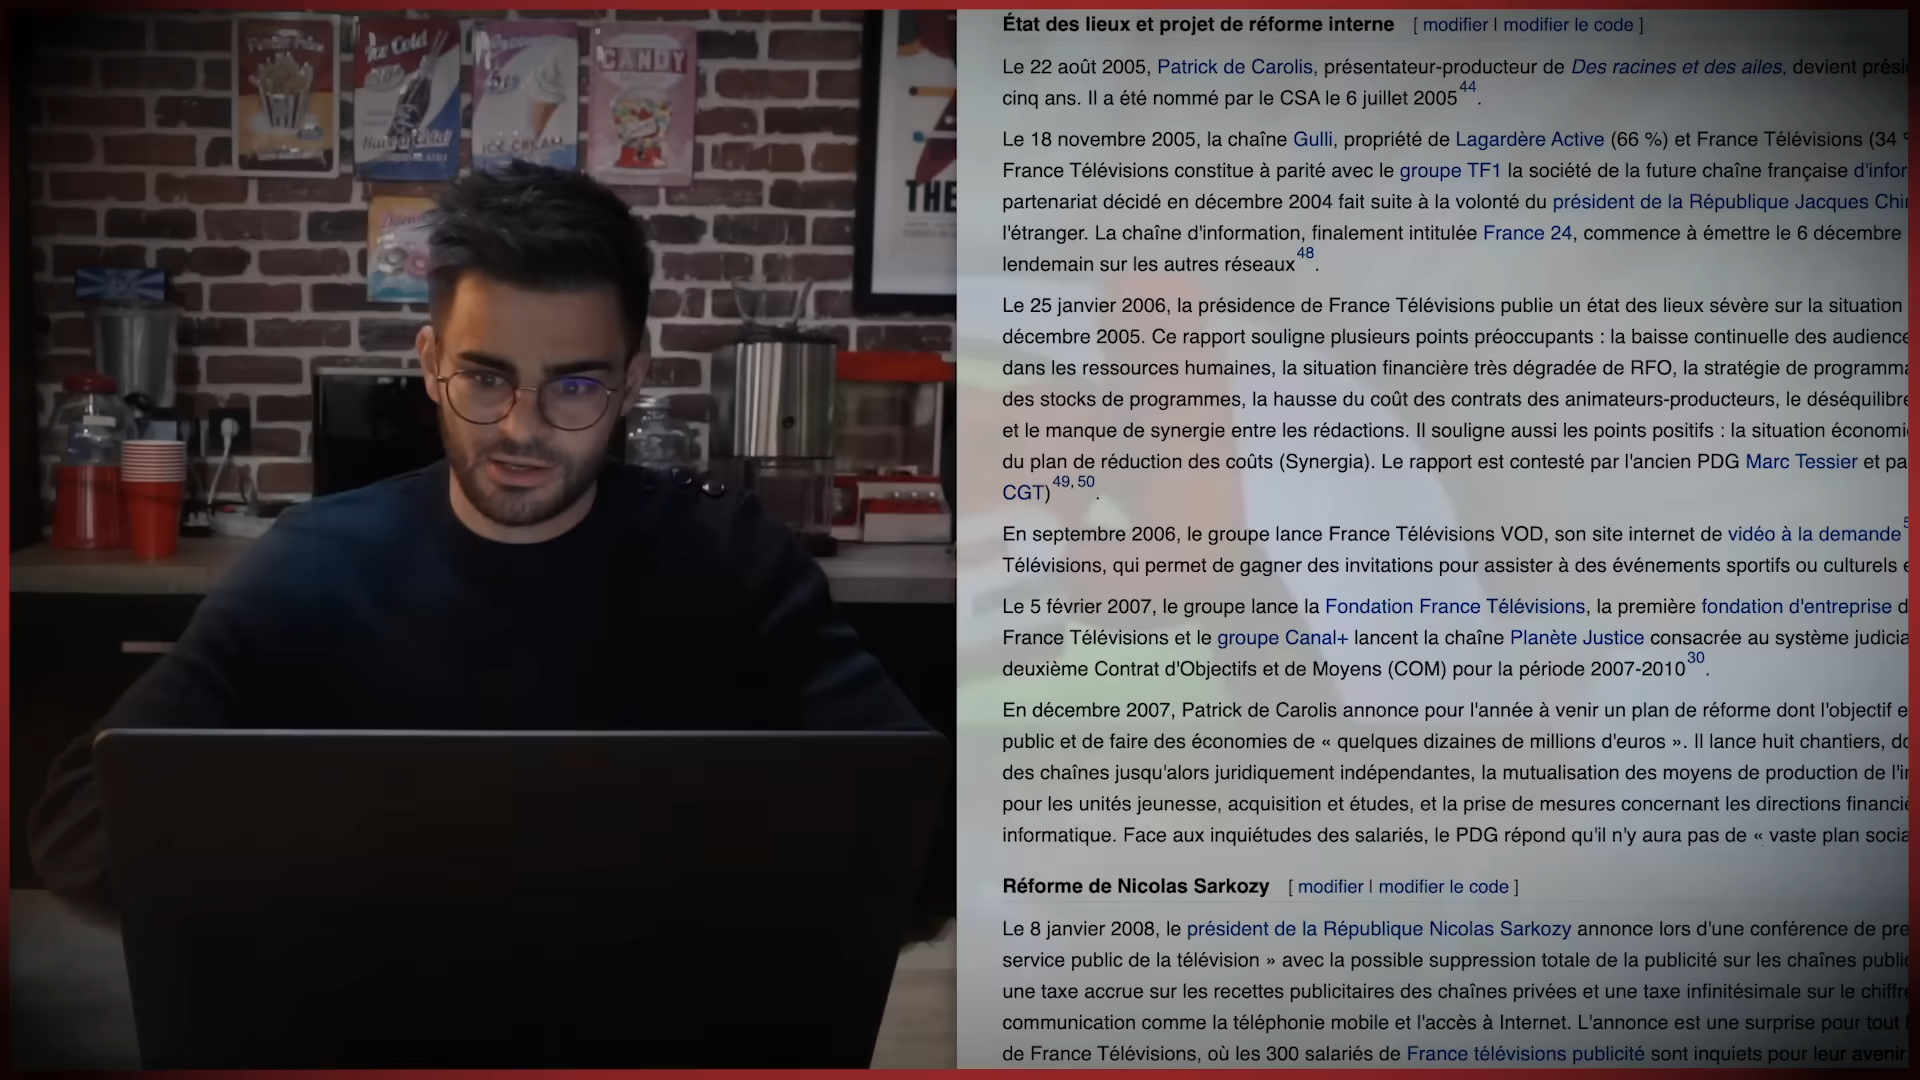 Ice Cold
ICE CREAM
CANDY
THE
État des lieux et projet de réforme interne [ modifier | modifier le code ]
Le 22 août 2005, Patrick de Carolis, présentateur-producteur de Des racines et des ailes, devient
cinq ans. Il a été nommé par le CSA le 6 juillet 2005 44.
Le 18 novembre 2005, la chaîne Gulli, propriété de Lagardère Active (66 %) et France Télévisions (34
France Télévisions constitue à parité avec le groupe TF1 la société de la future chaîne française
partenariat décidé en décembre 2004 fait suite à la volonté du président de la République Jacques
l'étranger. La chaîne d'information, finalement intitulée France 24, commence à émettre le 6 décembre
lendemain sur les autres réseaux 48.
Le 25 janvier 2006, la présidence de France Télévisions publie un état des lieux sévère sur la situation
décembre 2005. Ce rapport souligne plusieurs points préoccupants : la baisse continuelle des audience
dans les ressources humaines, la situation financière très dégradée de RFO, la stratégie de
des stocks de programmes, la hausse du coût des contrats des animateurs-producteurs, le déséquilibre
et le manque de synergie entre les rédactions. Il souligne aussi les points positifs : la situation
du plan de réduction des coûts (Synergia). Le rapport est contesté par l'ancien PDG Marc Tessier et pa
CGT) 49, 50.
En septembre 2006, le groupe lance France Télévisions VOD, son site internet de vidéo à la demande
Télévisions, qui permet de gagner des invitations pour assister à des événements sportifs ou culturels
Le 5 février 2007, le groupe lance la Fondation France Télévisions, la première fondation d'entreprise d
France Télévisions et le groupe Canal+ lancent la chaîne Planète Justice consacrée au système
deuxième Contrat d'Objectifs et de Moyens (COM) pour la période 2007-2010 30.
En décembre 2007, Patrick de Carolis annonce pour l'année à venir un plan de réforme dont l'objectif e
public et de faire des économies de « quelques dizaines de millions d'euros ». Il lance huit chantiers,
des chaînes jusqu'alors juridiquement indépendantes, la mutualisation des moyens de production de
pour les unités jeunesse, acquisition et études, et la prise de mesures concernant les directions
informatique. Face aux inquiétudes des salariés, le PDG répond qu'il n'y aura pas de « vaste plan
Réforme de Nicolas Sarkozy [ modifier | modifier le code ]
Le 8 janvier 2008, le président de la République Nicolas Sarkozy annonce lors d'une conférence de pre
service public de la télévision » avec la possible suppression totale de la publicité sur les chaînes
une taxe accrue sur les recettes publicitaires des chaînes privées et une taxe infinitésimale sur le
communication comme la téléphonie mobile et l'accès à Internet. L'annonce est une surprise pour tout
de France Télévisions, où les 300 salariés de France télévisions publicité sont inquiets pour leur avenir